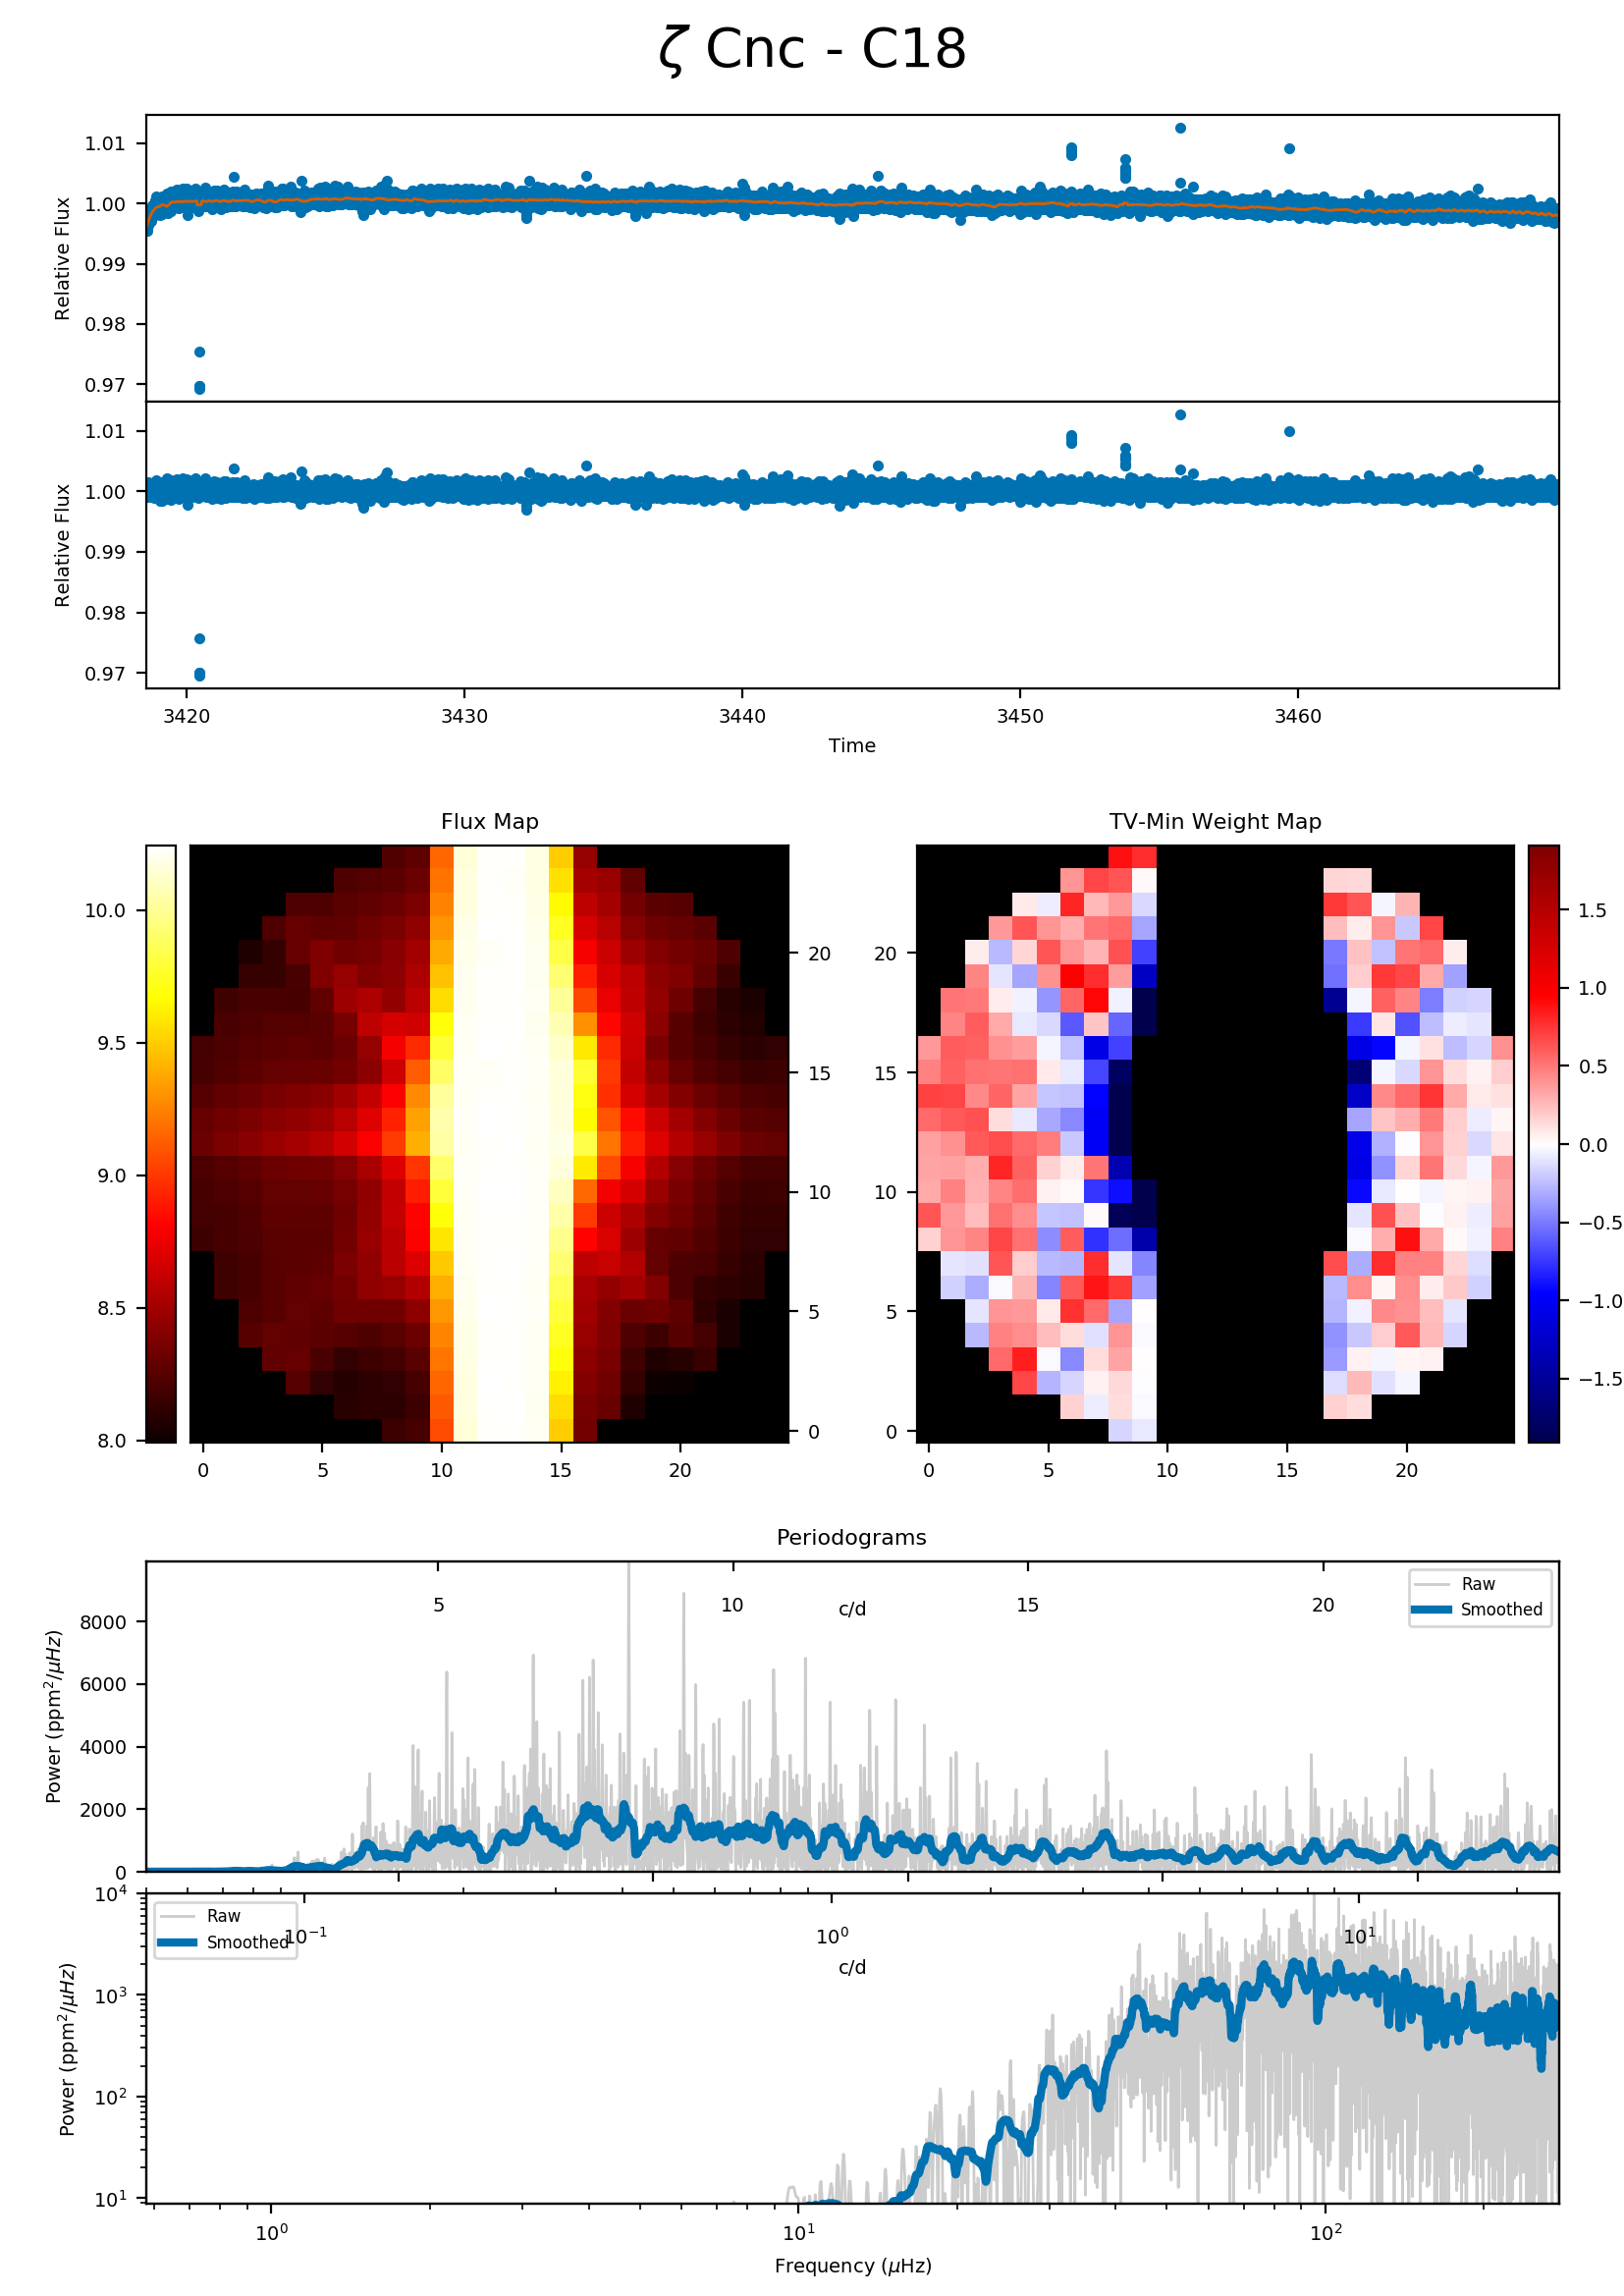 ζ Cnc - C18
1.01
1.00
0.99
0.98
0.97
Relative Flux
1.01
1.00
0.99
0.98
0.97
Relative Flux
3420 3430 3440 3450 3460
Time
Flux Map
10.0
9.5
9.0
8.5
8.0
20
15
10
5
0
0 5 10 15 20
TV-Min Weight Map
20
15
10
5
0
0 5 10 15 20
1.5
1.0
0.5
0.0
−0.5
−1.0
−1.5
Periodograms
5 10 15 20
c/d
Raw
Smoothed
8000
6000
4000
2000
0
Power (ppm²/μHz)
Raw
Smoothed
10⁻¹ 10⁰ 10¹
c/d
10⁴
10³
10²
10¹
Power (ppm²/μHz)
10⁰ 10¹ 10²
Frequency (μHz)